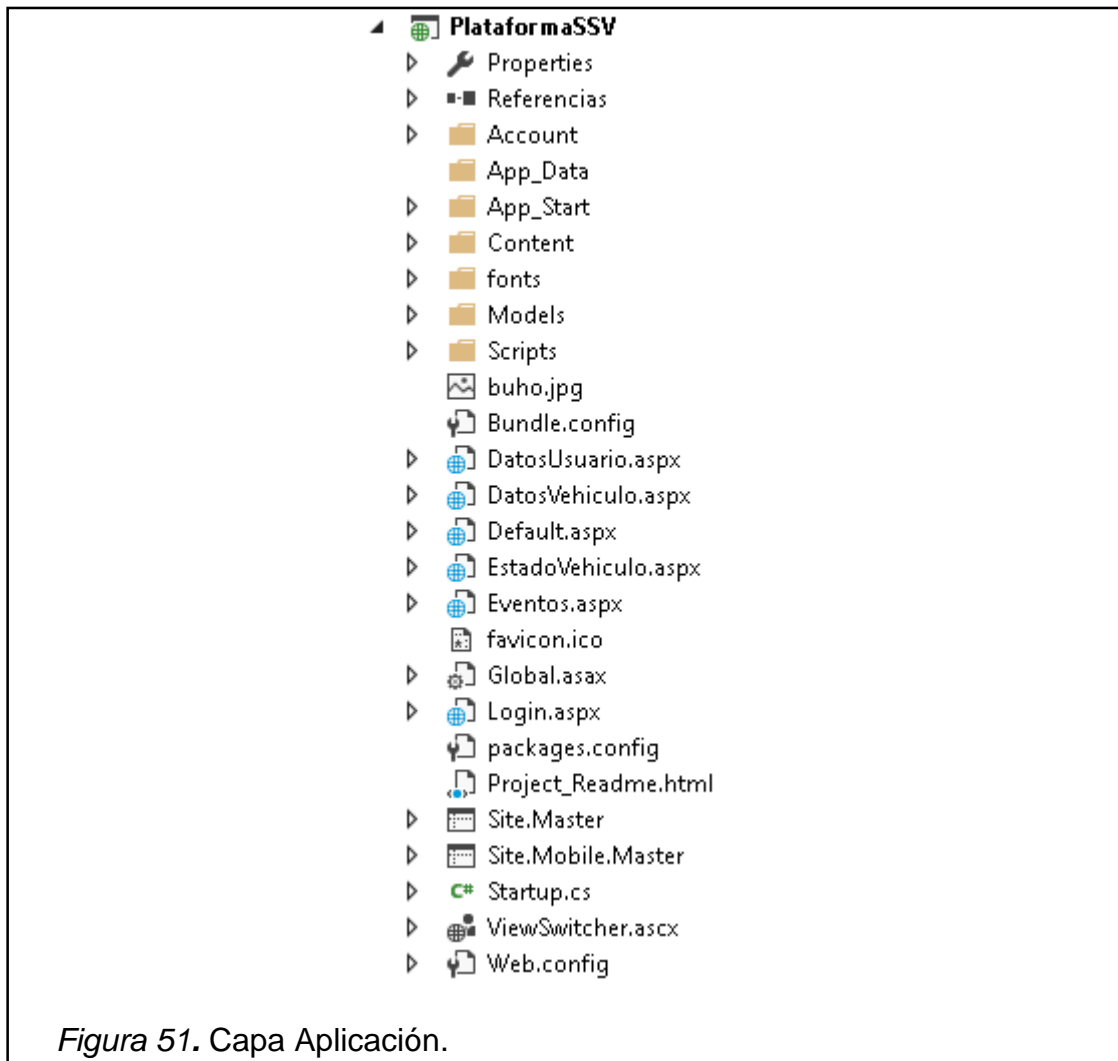 PlataformaSSV
Properties
Referencias
Account
App_Data
App_Start
Content
fonts
Models
Scripts
buho.jpg
Bundle.config
DatosUsuario.aspx
DatosVehiculo.aspx
Default.aspx
EstadoVehiculo.aspx
Eventos.aspx
favicon.ico
Global.asax
Login.aspx
packages.config
Project_Readme.html
Site.Master
Site.Mobile.Master
C# Startup.cs
ViewSwitcher.ascx
Web.config
Figura 51. Capa Aplicación.